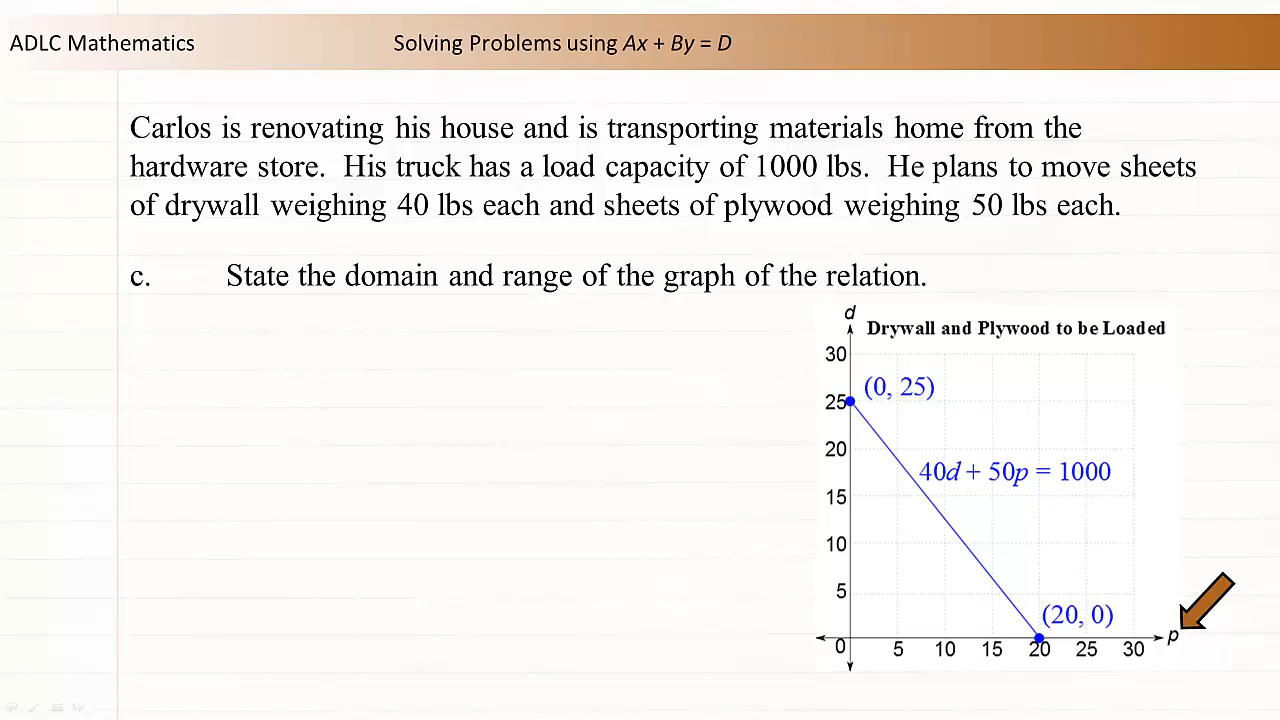 ADLC Mathematics
Solving Problems using Ax + By = D
Carlos is renovating his house and is transporting materials home from the
hardware store. His truck has a load capacity of 1000 lbs. He plans to move sheets
of drywall weighing 40 lbs each and sheets of plywood weighing 50 lbs each.
c. State the domain and range of the graph of the relation.
d
Drywall and Plywood to be Loaded
30
(0, 25)
25
20
40d + 50p = 1000
15
10
5
(20, 0)
p
0 5 10 15 20 25 30